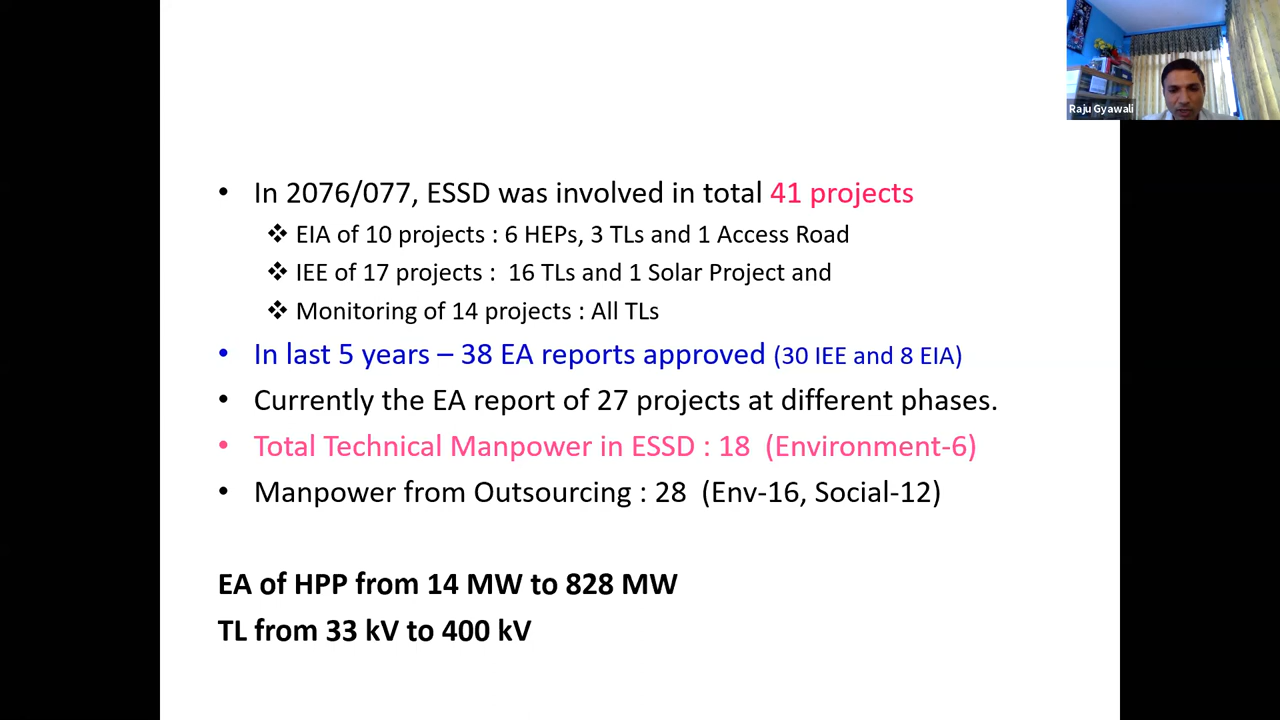 Raju Gyawali
• In 2076/077, ESSD was involved in total 41 projects
❖ EIA of 10 projects : 6 HEPs, 3 TLs and 1 Access Road
❖ IEE of 17 projects :  16 TLs and 1 Solar Project and
❖ Monitoring of 14 projects : All TLs
• In last 5 years – 38 EA reports approved (30 IEE and 8 EIA)
• Currently the EA report of 27 projects at different phases.
• Total Technical Manpower in ESSD : 18  (Environment-6)
• Manpower from Outsourcing : 28  (Env-16, Social-12)
EA of HPP from 14 MW to 828 MW
TL from 33 kV to 400 kV